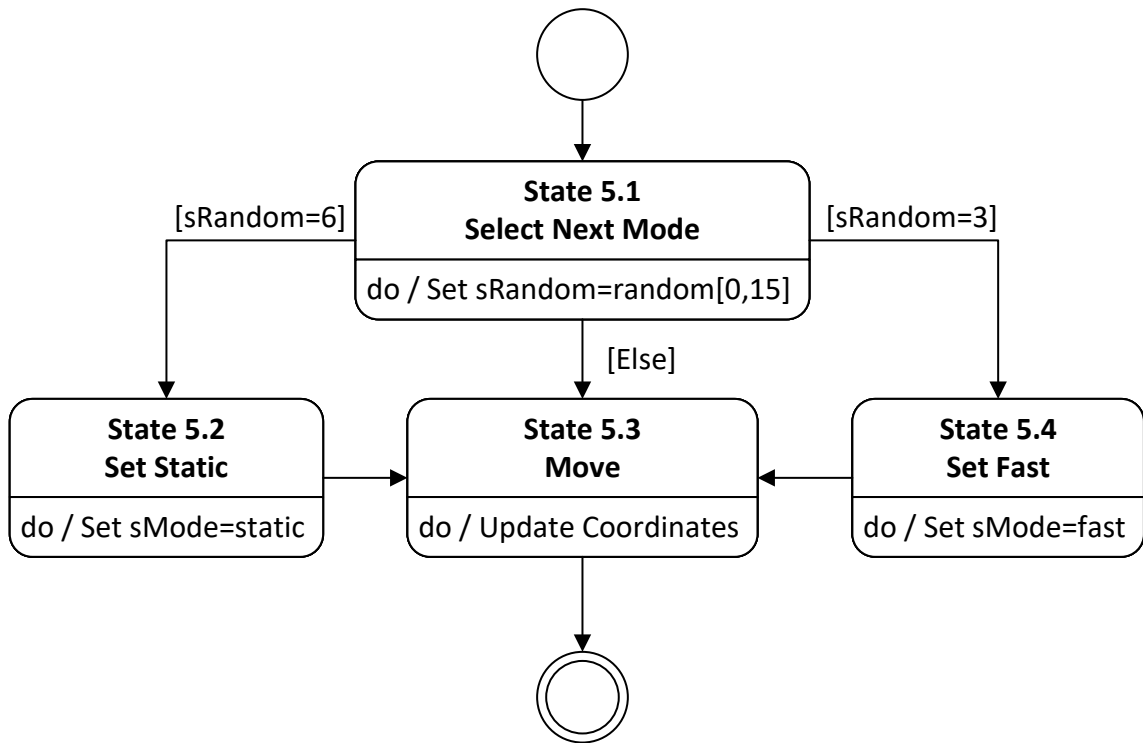 State 5.1
Select Next Mode
do / Set sRandom=random[0,15]
[sRandom=6]
[sRandom=3]
[Else]
State 5.2
Set Static
do / Set sMode=static
State 5.3
Move
do / Update Coordinates
State 5.4
Set Fast
do / Set sMode=fast